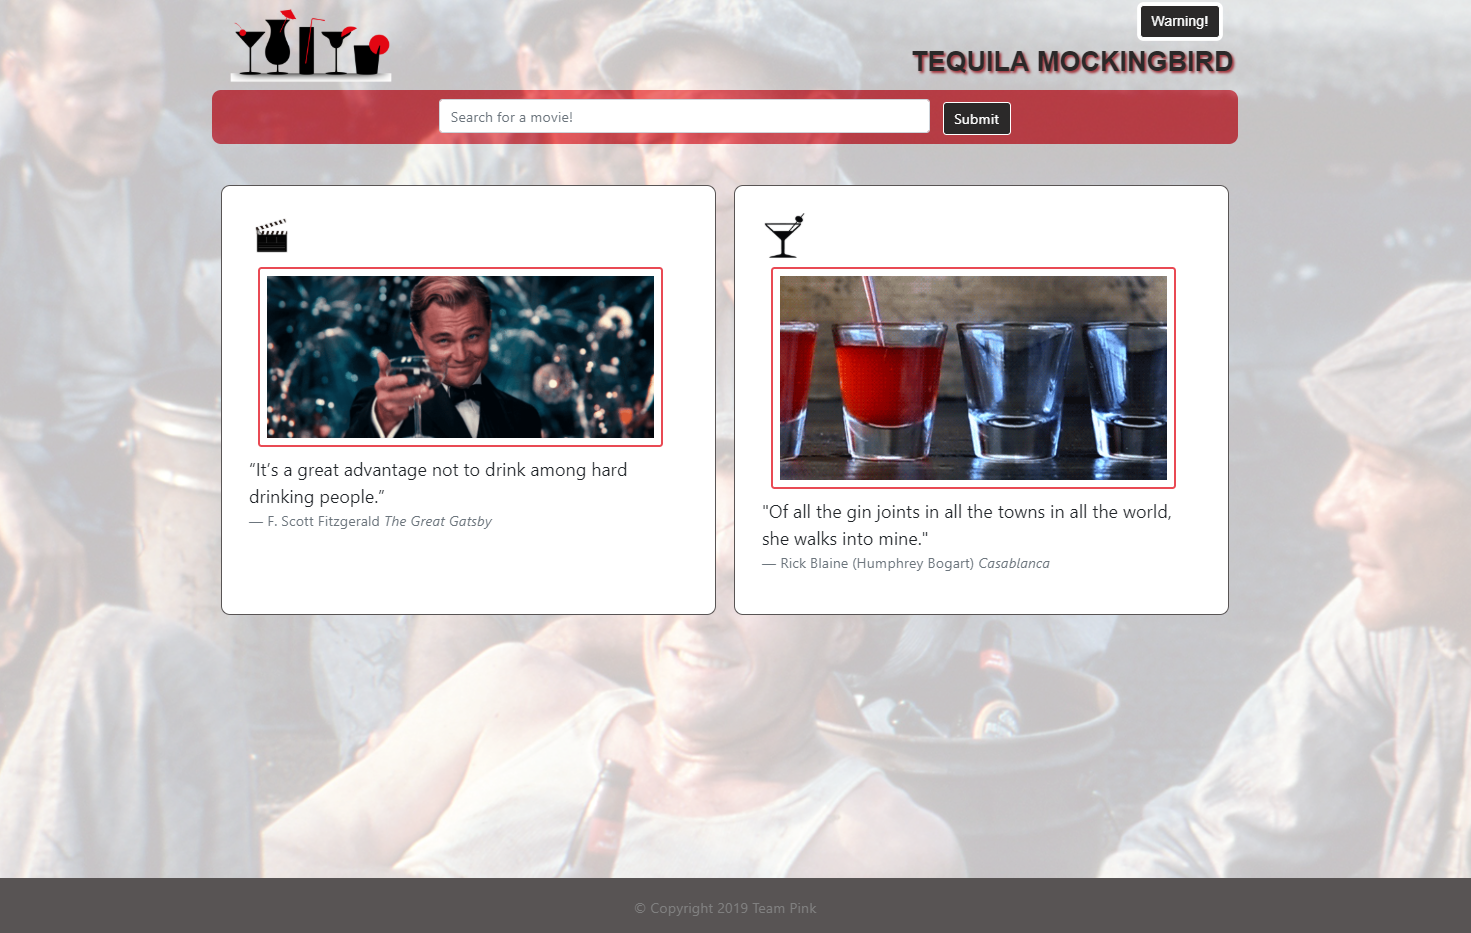 Warning!
TEQUILA MOCKINGBIRD
Search for a movie!
Submit
“It’s a great advantage not to drink among hard
drinking people.”
— F. Scott Fitzgerald The Great Gatsby
"Of all the gin joints in all the towns in all the world,
she walks into mine."
— Rick Blaine (Humphrey Bogart) Casablanca
© Copyright 2019 Team Pink